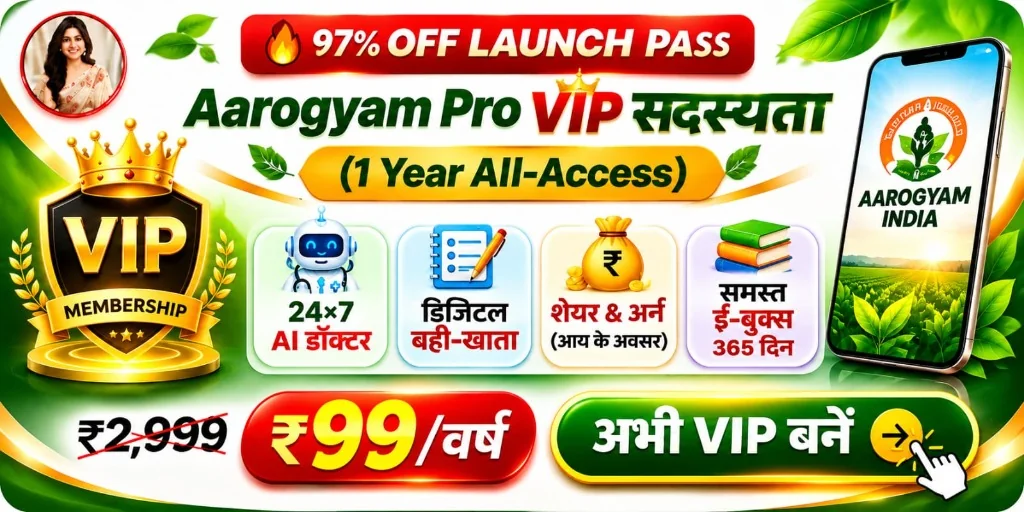 97% OFF LAUNCH PASS
Aarogyam Pro VIP सदस्यता
(1 Year All-Access)
VIP
MEMBERSHIP
24×7
AI डॉक्टर
डिजिटल
बही-खाता
₹
शेयर & अर्न
(आय के अवसर)
समस्त
ई-बुक्स
365 दिन
AAROGYAM
INDIA
₹2,999
₹99/वर्ष
अभी VIP बनें